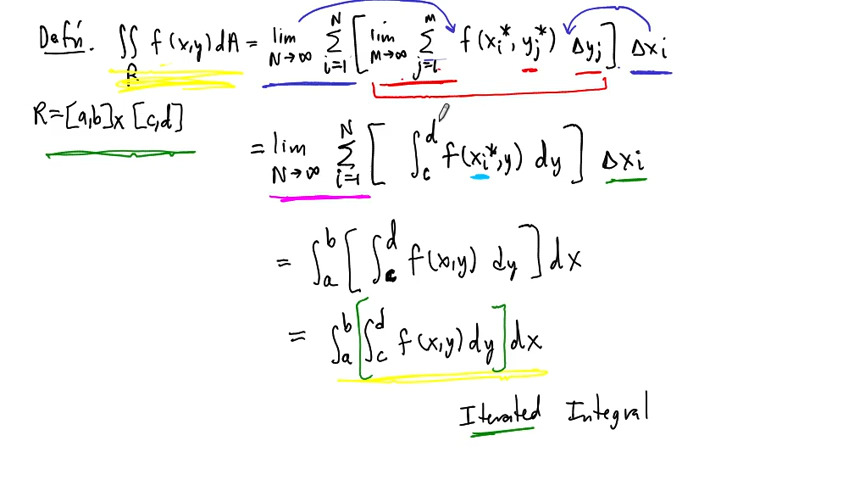 Defn. ∬_R f(x,y)dA = lim_{N→∞} Σ_{i=1}^{N} [ lim_{M→∞} Σ_{j=1}^{m} f(x_i*, y_j*) Δy_j ] Δx_i
R=[a,b]x[c,d]
= lim_{N→∞} Σ_{i=1}^{N} [ ∫_c^d f(x_i*,y) dy ] Δx_i
= ∫_a^b [ ∫_c^d f(x,y) dy ] dx
= ∫_a^b [ ∫_c^d f(x,y) dy ] dx
Iterated Integral